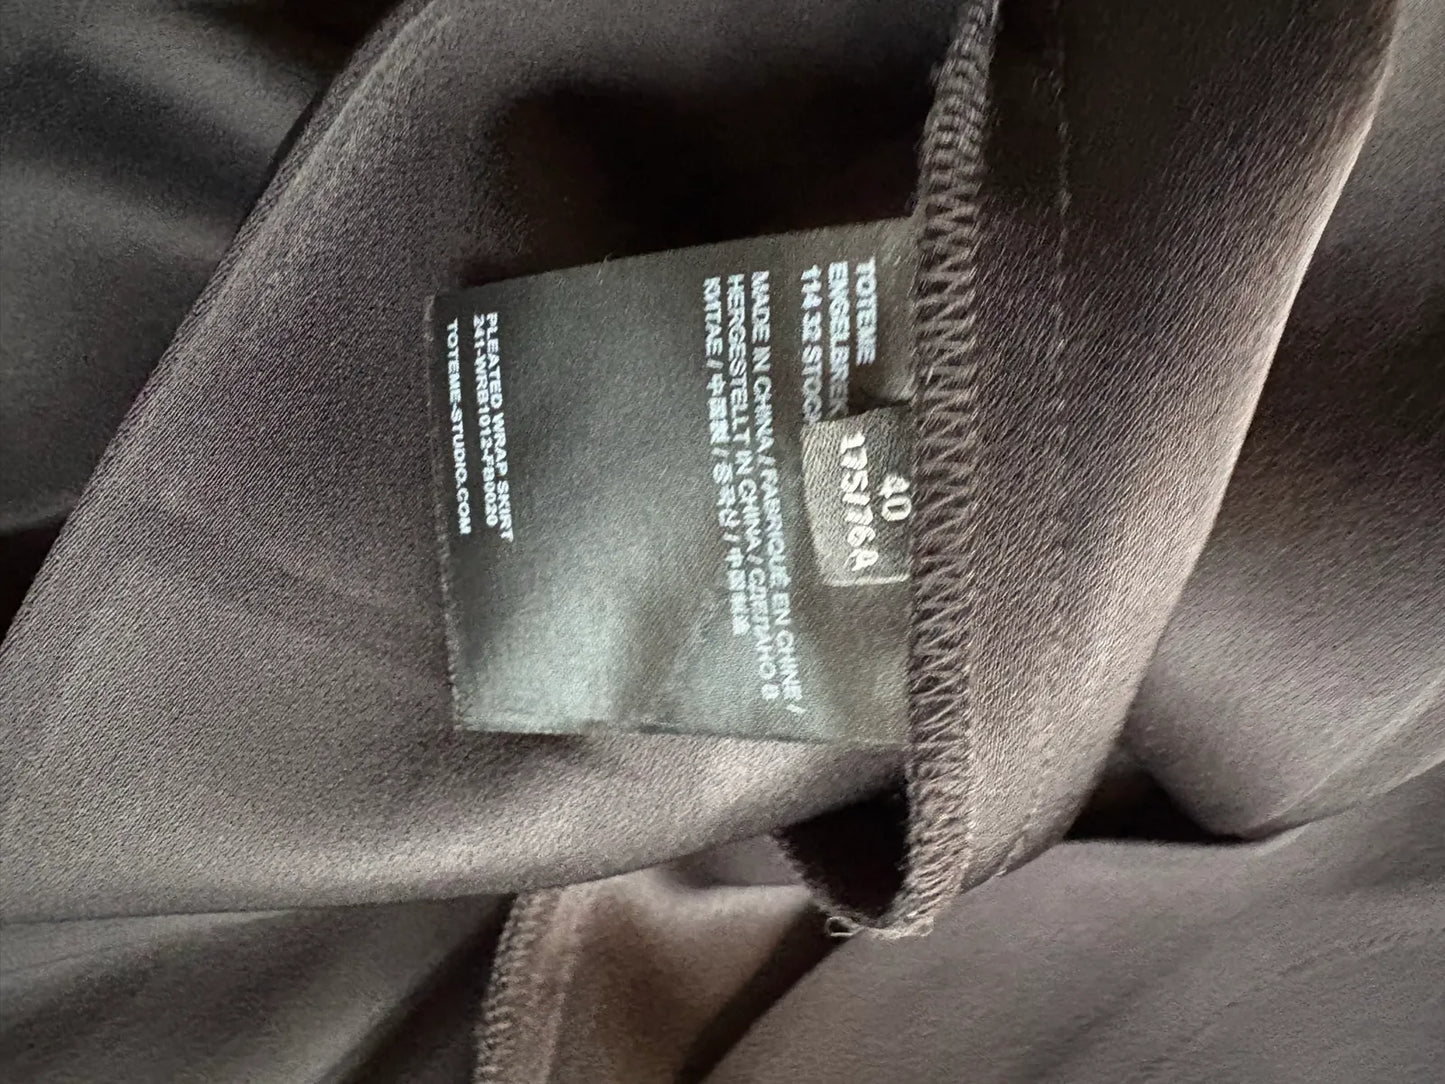 TOTEME
ENGELBREK
114 32 STOC
40
175/76A
MADE IN CHINA / FABRIQUÉ EN CHINE /
HERGESTELLT IN CHINA / СДЕЛАНО В
КИТАЕ / 中國製 / 중국산 / 中国製造
PLEATED WRAP SKIRT
241-WRB1012-FB0020
TOTEME-STUDIO.COM